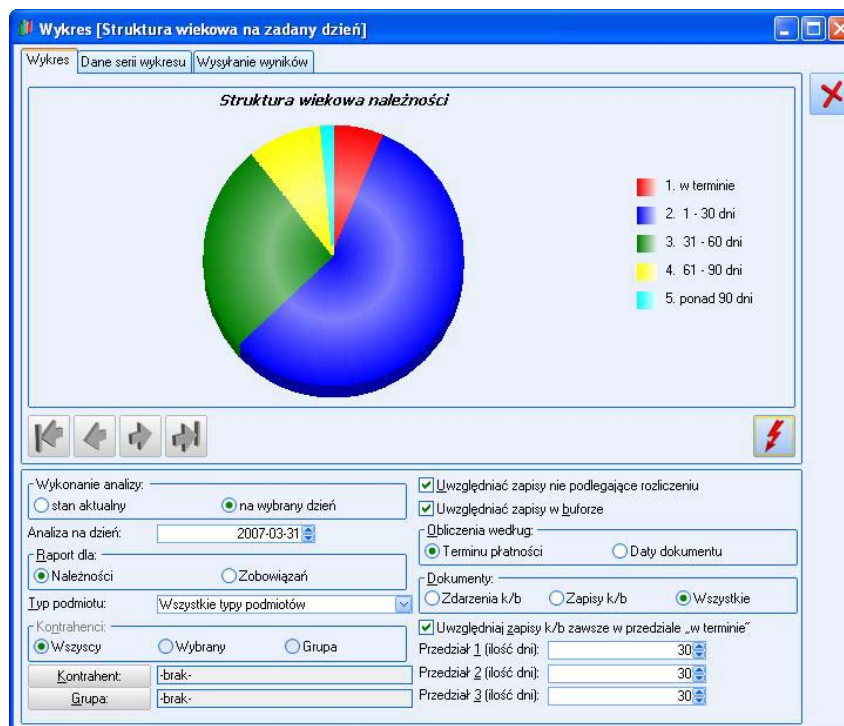 Wykres [Struktura wiekowa na zadany dzień]
Wykres Dane serii wykresu Wysyłanie wyników
Struktura wiekowa należności
1. w terminie
2. 1 - 30 dni
3. 31 - 60 dni
4. 61 - 90 dni
5. ponad 90 dni
Wykonanie analizy:
stan aktualny na wybrany dzień
Analiza na dzień: 2007-03-31
Raport dla:
Należności Zobowiązań
Typ podmiotu: Wszystkie typy podmiotów
Kontrahenci:
Wszyscy Wybrany Grupa
Kontrahent: -brak-
Grupa: -brak-
Uwzględniać zapisy nie podlegające rozliczeniu
Uwzględniać zapisy w buforze
Obliczenia według:
Terminu płatności Daty dokumentu
Dokumenty:
Zdarzenia k/b Zapisy k/b Wszystkie
Uwzględniaj zapisy k/b zawsze w przedziale „w terminie”
Przedział 1 (ilość dni): 30
Przedział 2 (ilość dni): 30
Przedział 3 (ilość dni): 30